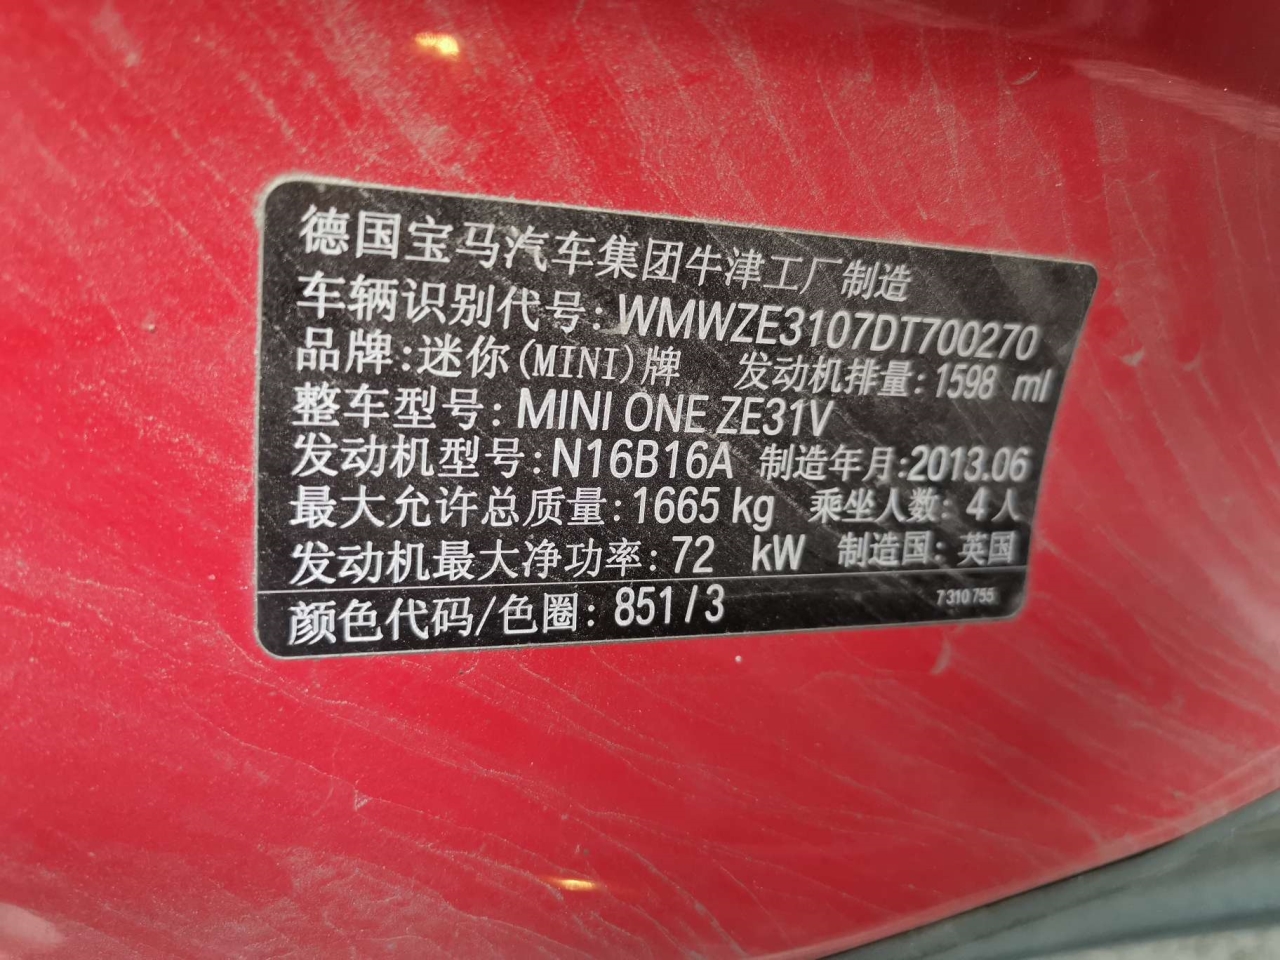 德国宝马汽车集团牛津工厂制造
车辆识别代号: WMWZE3107DT700270
品牌:迷你(MINI)牌 发动机排量: 1598 ml
整车型号: MINI ONE ZE31V
发动机型号: N16B16A 制造年月:2013.06
最大允许总质量: 1665 kg 乘坐人数: 4人
发动机最大净功率: 72 kW 制造国: 英国
颜色代码/色圈: 851/3 7 310 755